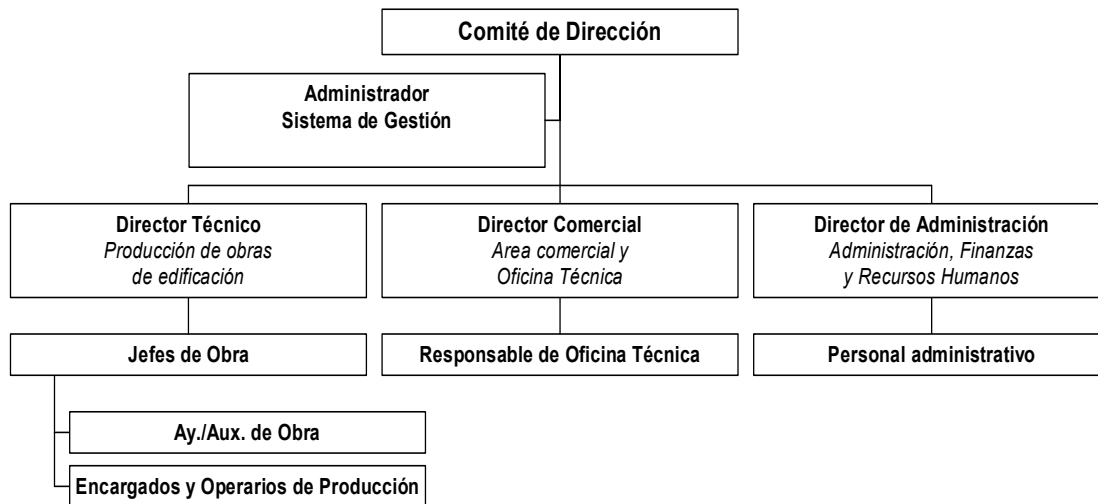 Comité de Dirección
Administrador
Sistema de Gestión
Director Técnico
Producción de obras
de edificación
Director Comercial
Area comercial y
Oficina Técnica
Director de Administración
Administración, Finanzas
y Recursos Humanos
Jefes de Obra
Responsable de Oficina Técnica
Personal administrativo
Ay./Aux. de Obra
Encargados y Operarios de Producción